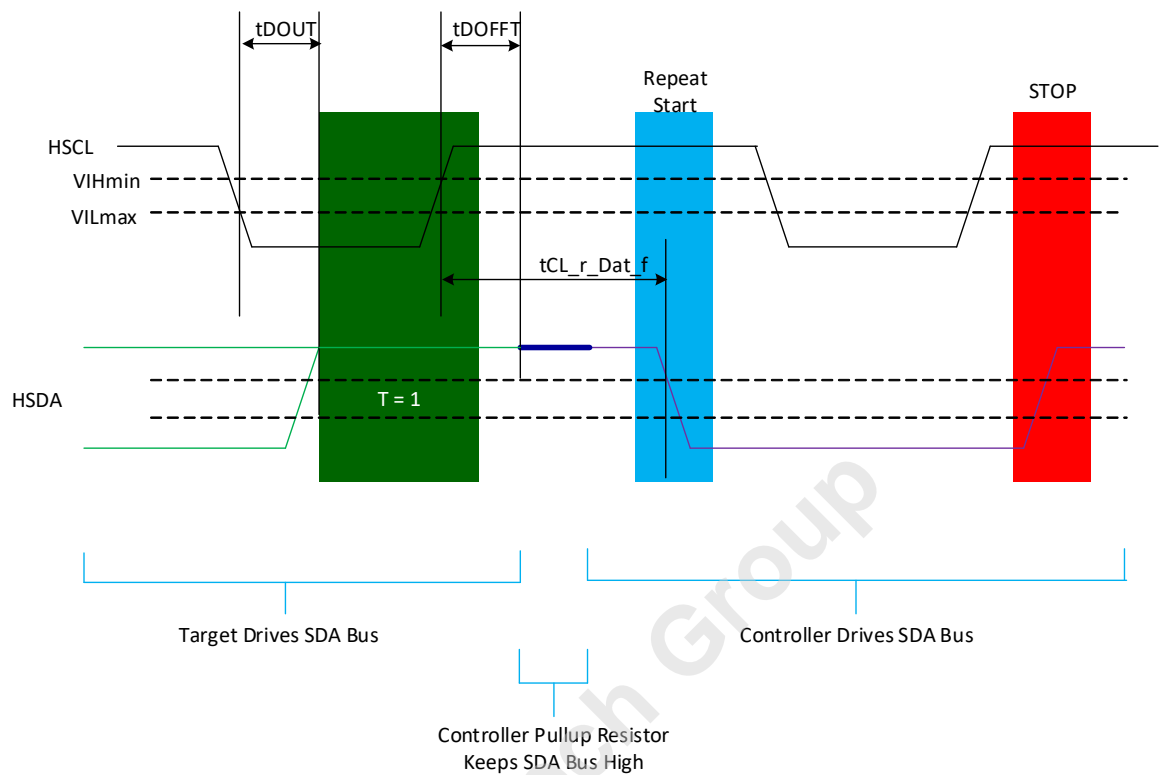 tDOUT
tDOFFT
Repeat
Start
STOP
HSCL
VIHmin
VILmax
tCL_r_Dat_f
HSDA
T = 1
Target Drives SDA Bus
Controller Drives SDA Bus
Controller Pullup Resistor
Keeps SDA Bus High
Group